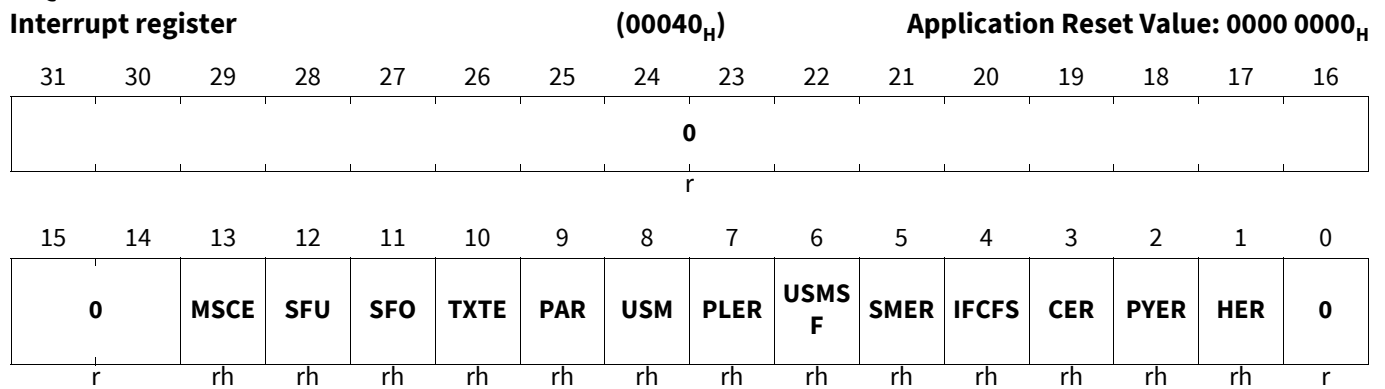 Interrupt register (00040H) Application Reset Value: 0000 0000H
31 30 29 28 27 26 25 24 23 22 21 20 19 18 17 16
0
r
15 14 13 12 11 10 9 8 7 6 5 4 3 2 1 0
0 MSCE SFU SFO TXTE PAR USM PLER USMS SMER IFCFS CER PYER HER 0
F
r rh rh rh rh rh rh rh rh rh rh rh rh rh r